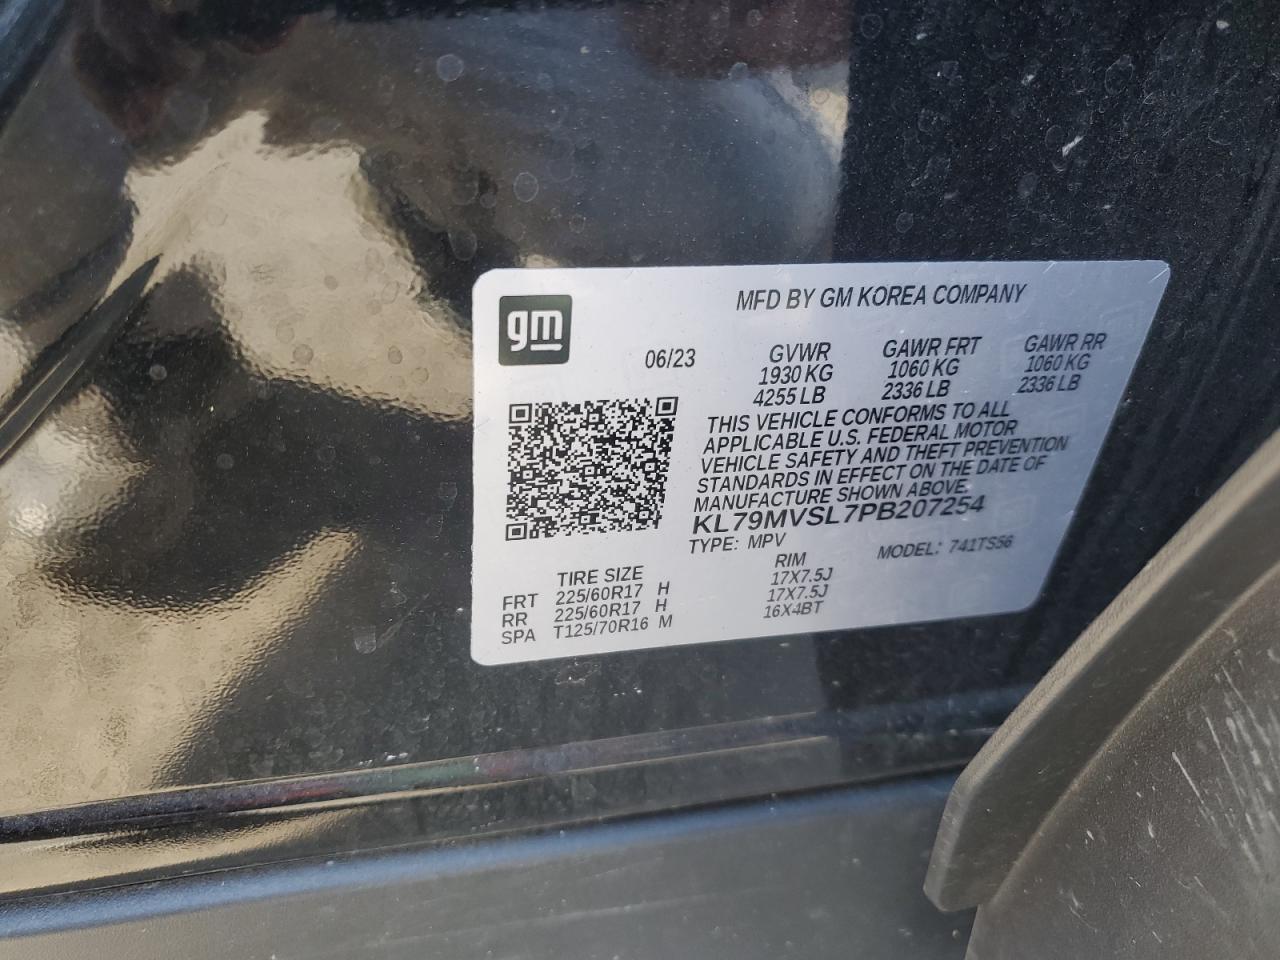 gm
MFD BY GM KOREA COMPANY
06/23
GVWR GAWR FRT GAWR RR
1930 KG 1060 KG 1060 KG
4255 LB 2336 LB 2336 LB
THIS VEHICLE CONFORMS TO ALL
APPLICABLE U.S. FEDERAL MOTOR
VEHICLE SAFETY AND THEFT PREVENTION
STANDARDS IN EFFECT ON THE DATE OF
MANUFACTURE SHOWN ABOVE.
KL79MVSL7PB207254
TYPE: MPV MODEL: 741TS56
TIRE SIZE RIM
FRT 225/60R17 H 17X7.5J
RR 225/60R17 H 17X7.5J
SPA T125/70R16 M 16X4BT